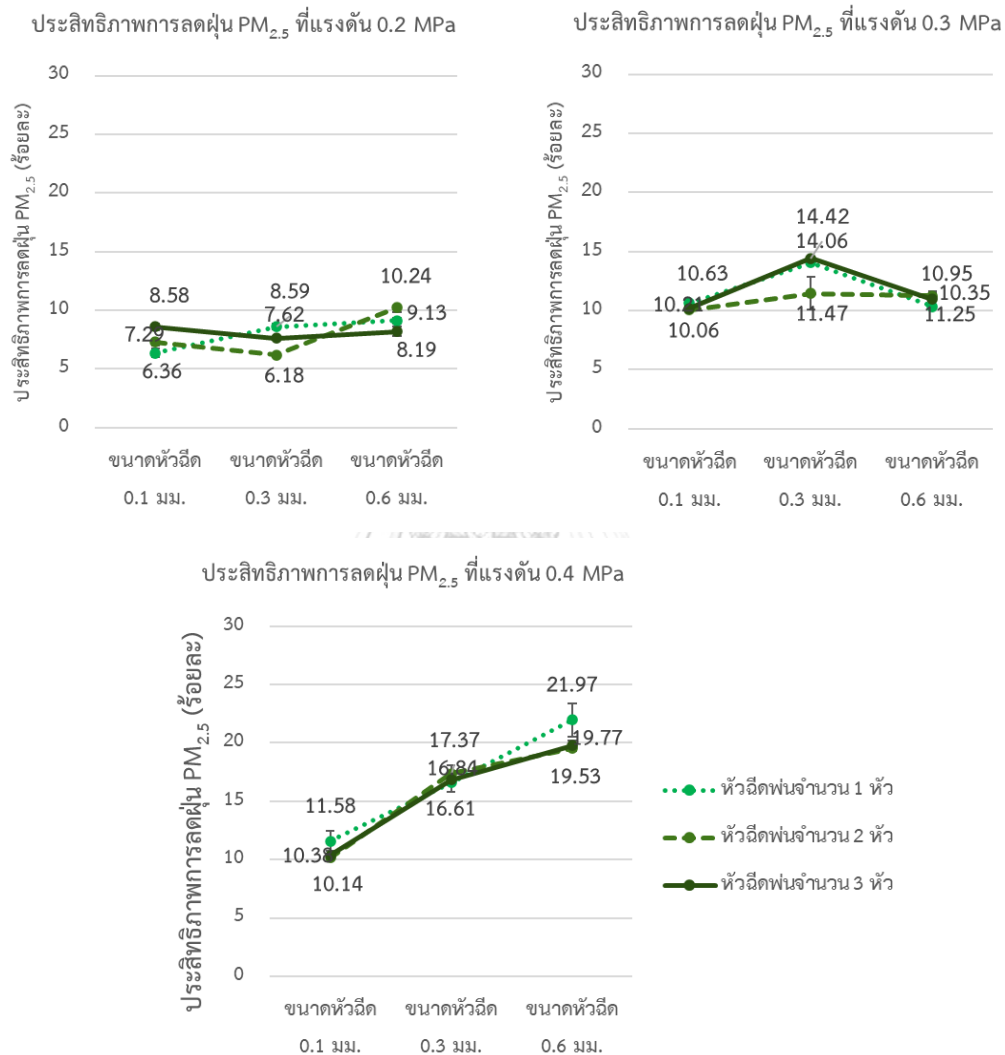 ประสิทธิภาพการลดฝุ่น PM2.5 ที่แรงดัน 0.2 MPa
ประสิทธิภาพการลดฝุ่น PM2.5 (ร้อยละ)
30
25
20
15
10
5
0
8.58
7.29
6.36
8.59
7.62
6.18
10.24
9.13
8.19
ขนาดหัวฉีด
0.1 มม.
ขนาดหัวฉีด
0.3 มม.
ขนาดหัวฉีด
0.6 มม.
ประสิทธิภาพการลดฝุ่น PM2.5 ที่แรงดัน 0.3 MPa
ประสิทธิภาพการลดฝุ่น PM2.5 (ร้อยละ)
30
25
20
15
10
5
0
10.63
10.06
14.42
14.06
11.47
10.95
10.35
11.25
ขนาดหัวฉีด
0.1 มม.
ขนาดหัวฉีด
0.3 มม.
ขนาดหัวฉีด
0.6 มม.
ประสิทธิภาพการลดฝุ่น PM2.5 ที่แรงดัน 0.4 MPa
ประสิทธิภาพการลดฝุ่น PM2.5 (ร้อยละ)
30
25
20
15
10
5
0
11.58
10.38
10.14
17.37
16.84
16.61
21.97
19.77
19.53
ขนาดหัวฉีด
0.1 มม.
ขนาดหัวฉีด
0.3 มม.
ขนาดหัวฉีด
0.6 มม.
หัวฉีดพ่นจำนวน 1 หัว
หัวฉีดพ่นจำนวน 2 หัว
หัวฉีดพ่นจำนวน 3 หัว